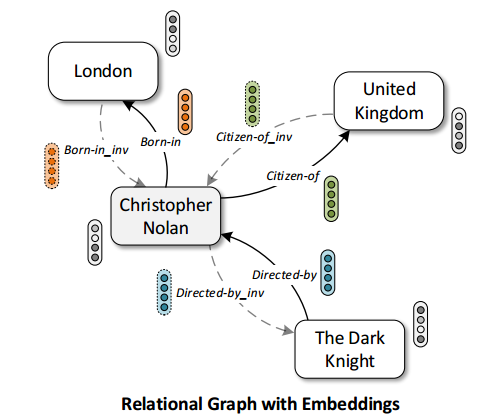 London
United
Kingdom
Citizen-of_inv
Born-in
Born-in_inv
Citizen-of
Christopher
Nolan
Directed-by
Directed-by_inv
The Dark
Knight
Relational Graph with Embeddings